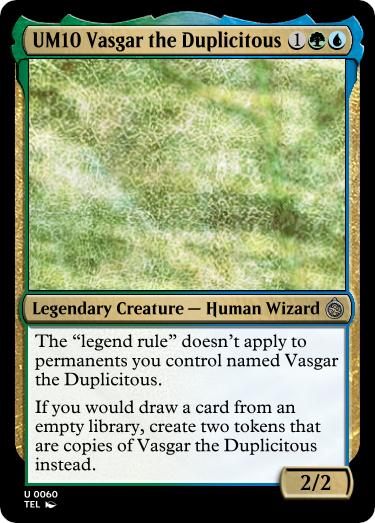 UM10 Vasgar the Duplicitous 1
Legendary Creature — Human Wizard
The “legend rule” doesn’t apply to
permanents you control named Vasgar
the Duplicitous.
If you would draw a card from an
empty library, create two tokens that
are copies of Vasgar the Duplicitous
instead.
2/2
U 0060
TEL